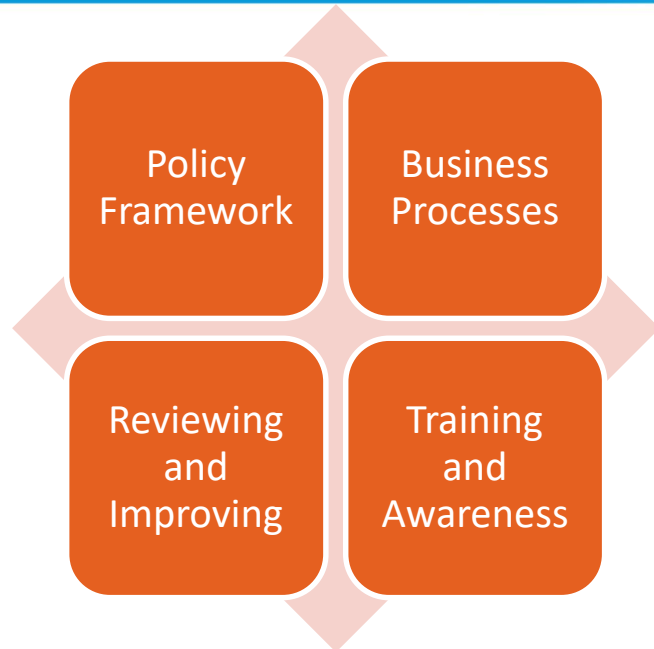 Policy
Framework
Business
Processes
Reviewing
and
Improving
Training
and
Awareness